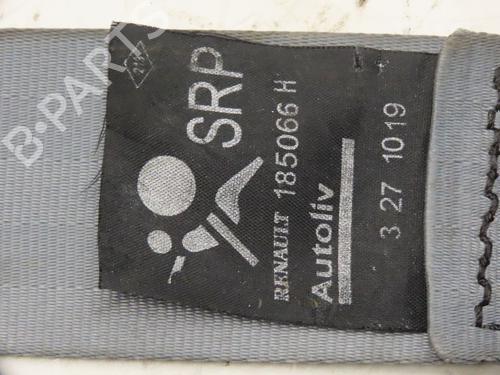 SRP
RENAULT 185066 H
Autoliv
3 27 1019
B-PARTS